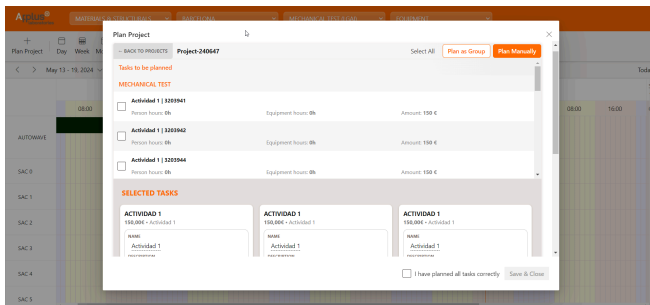 A+plus
MATERIALS & STRUCTURALS
BARCELONA
MECHANICAL TEST
EQUIPMENT
Plan Project
Day
Week
May 13 - 19, 2024
Toda
08:00
08:00
16:00
AUTOWAVE
SAC 0
SAC 1
SAC 2
SAC 3
SAC 4
SAC 5
Plan Project
← BACK TO PROJECTS
Project-240647
Select All
Plan as Group
Plan Manually
Tasks to be planned
MECHANICAL TEST
Actividad 1 | 3203941
Person hours: 0h
Equipment hours: 0h
Amount: 150 €
Actividad 1 | 3203942
Person hours: 0h
Equipment hours: 0h
Amount: 150 €
Actividad 1 | 3203944
Person hours: 0h
Equipment hours: 0h
Amount: 150 €
SELECTED TASKS
ACTIVIDAD 1
150,00€ • Actividad 1
NAME
Actividad 1
DESCRIPTION
ACTIVIDAD 1
150,00€ • Actividad 1
NAME
Actividad 1
DESCRIPTION
ACTIVIDAD 1
150,00€ • Actividad 1
NAME
Actividad 1
DESCRIPTION
I have planned all tasks correctly
Save & Close